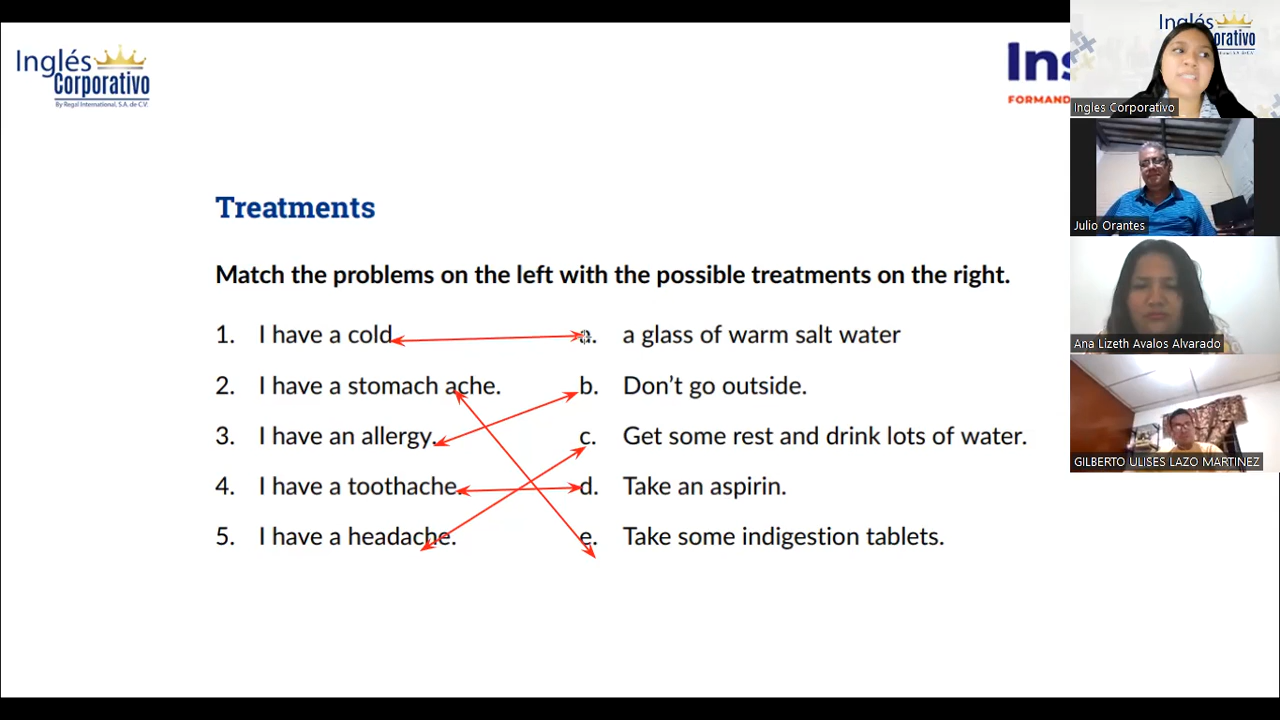 Inglés
Corporativo
By Regal International, S.A. de C.V.
Ins
FORMAND
Treatments
Match the problems on the left with the possible treatments on the right.
1. I have a cold a. a glass of warm salt water
2. I have a stomach ache. b. Don't go outside.
3. I have an allergy. c. Get some rest and drink lots of water.
4. I have a toothache. d. Take an aspirin.
5. I have a headache. e. Take some indigestion tablets.
Inglés
orativo
Ingles Corporativo
Julio Orantes
Ana Lizeth Avalos Alvarado
GILBERTO ULISES LAZO MARTINEZ